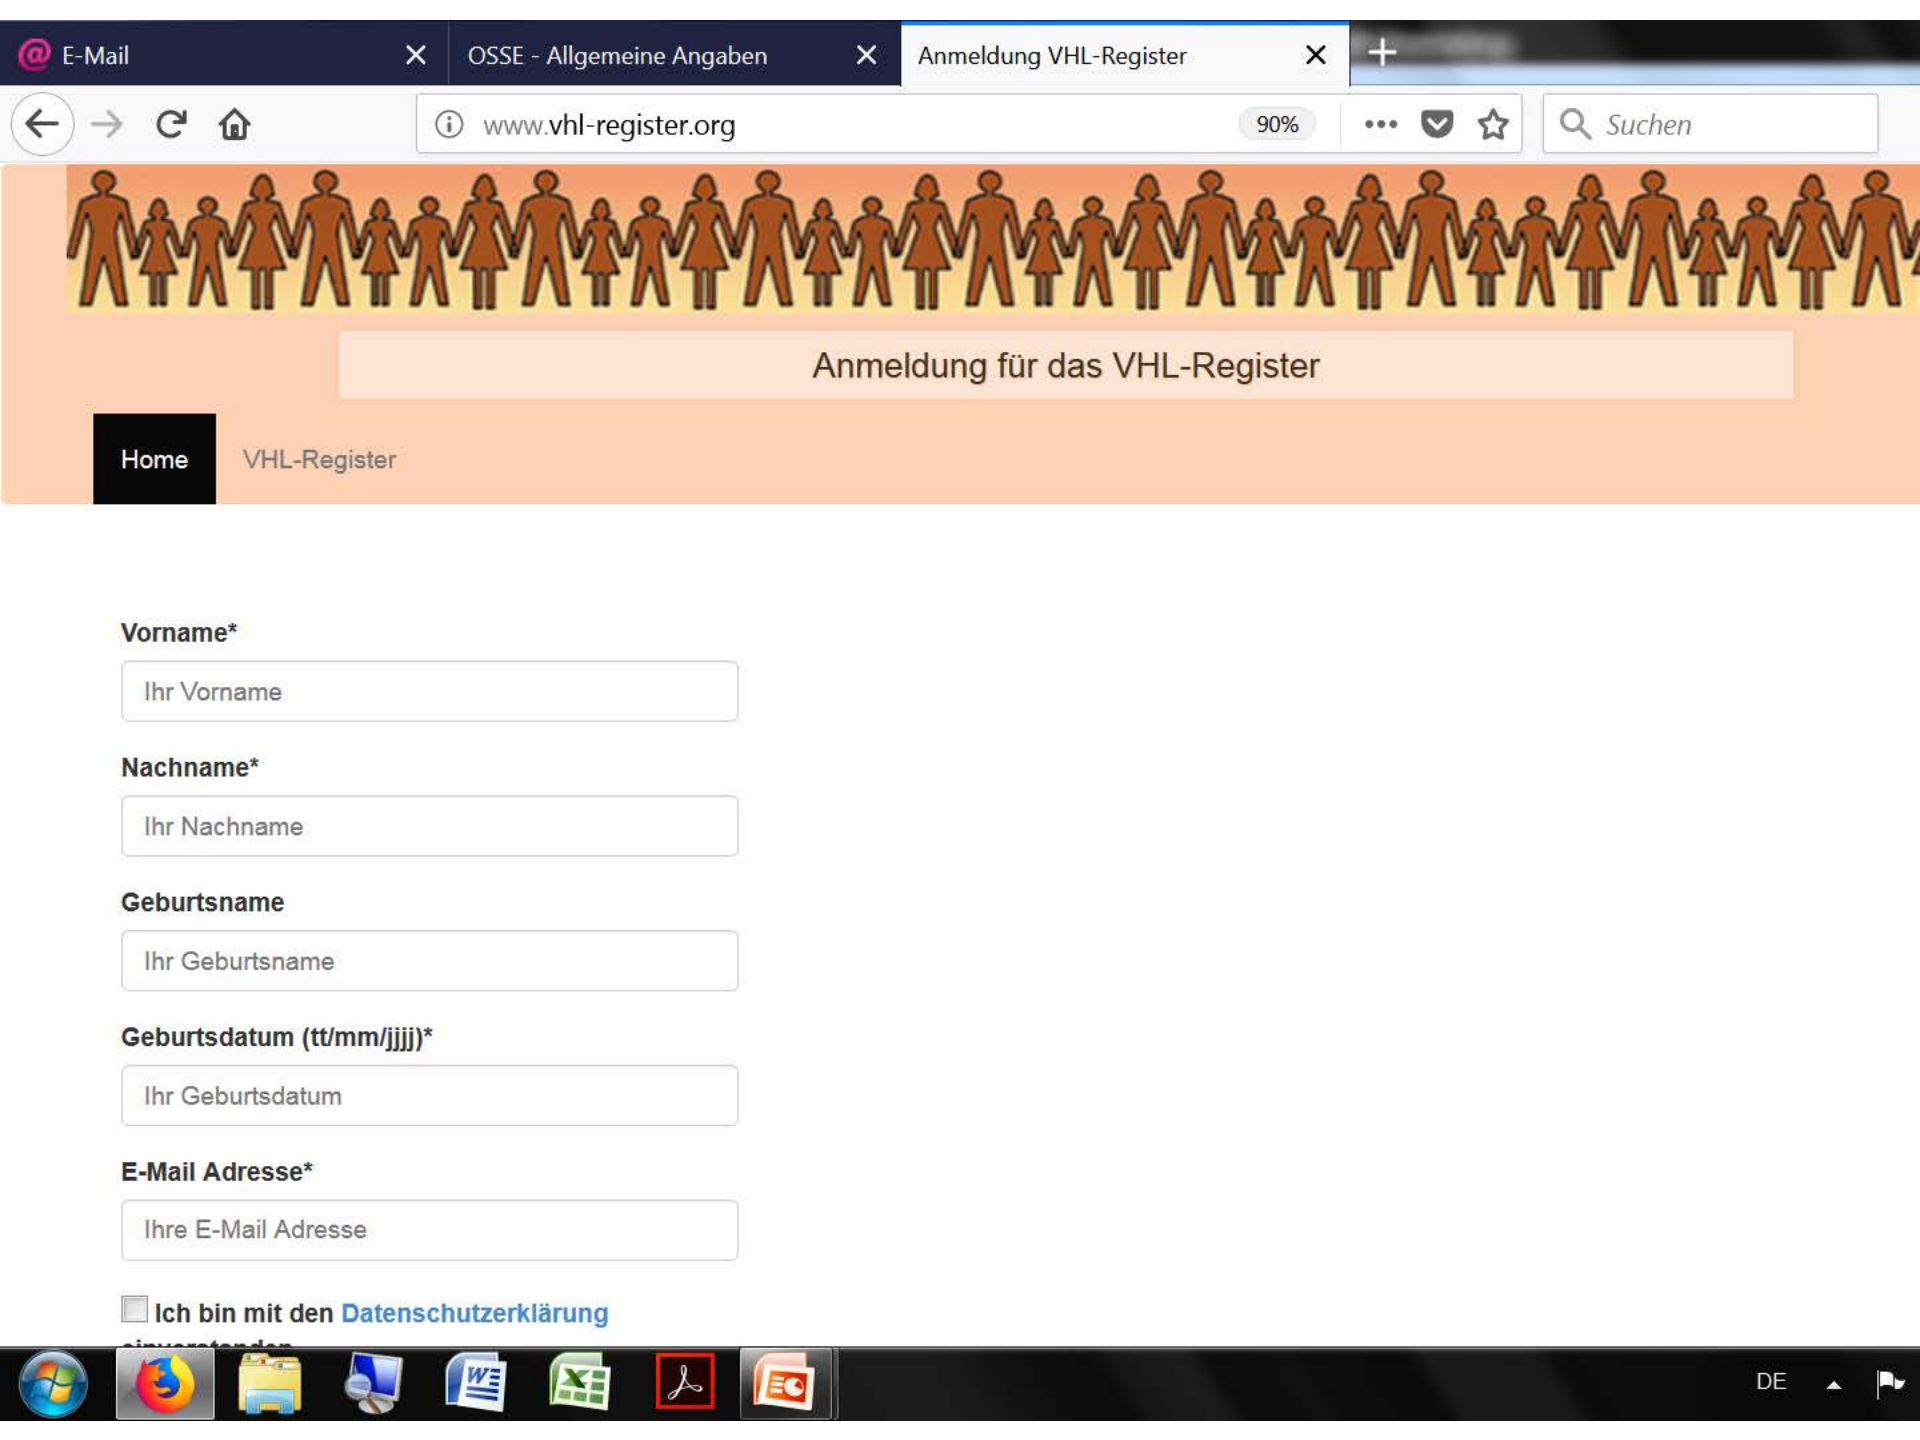 E-Mail
OSSE - Allgemeine Angaben
Anmeldung VHL-Register
www.vhl-register.org
90%
Suchen
Anmeldung für das VHL-Register
Home
VHL-Register
Vorname*
Ihr Vorname
Nachname*
Ihr Nachname
Geburtsname
Ihr Geburtsname
Geburtsdatum (tt/mm/jjjj)*
Ihr Geburtsdatum
E-Mail Adresse*
Ihre E-Mail Adresse
Ich bin mit den Datenschutzerklärung
DE